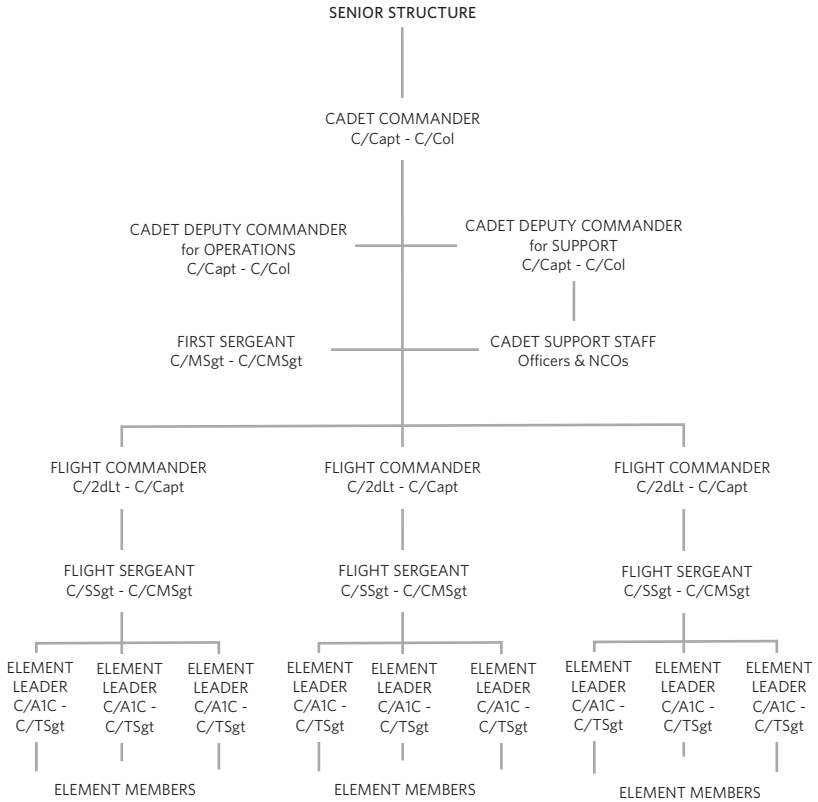 SENIOR STRUCTURE
CADET COMMANDER
C/Capt - C/Col
CADET DEPUTY COMMANDER
for OPERATIONS
C/Capt - C/Col
CADET DEPUTY COMMANDER
for SUPPORT
C/Capt - C/Col
FIRST SERGEANT
C/MSgt - C/CMSgt
CADET SUPPORT STAFF
Officers & NCOs
FLIGHT COMMANDER
C/2dLt - C/Capt
FLIGHT COMMANDER
C/2dLt - C/Capt
FLIGHT COMMANDER
C/2dLt - C/Capt
FLIGHT SERGEANT
C/SSgt - C/CMSgt
FLIGHT SERGEANT
C/SSgt - C/CMSgt
FLIGHT SERGEANT
C/SSgt - C/CMSgt
ELEMENT
LEADER
C/A1C -
C/TSgt
ELEMENT
LEADER
C/A1C -
C/TSgt
ELEMENT
LEADER
C/A1C -
C/TSgt
ELEMENT
LEADER
C/A1C -
C/TSgt
ELEMENT
LEADER
C/A1C -
C/TSgt
ELEMENT
LEADER
C/A1C -
C/TSgt
ELEMENT
LEADER
C/A1C -
C/TSgt
ELEMENT
LEADER
C/A1C -
C/TSgt
ELEMENT
LEADER
C/A1C -
C/TSgt
ELEMENT MEMBERS
ELEMENT MEMBERS
ELEMENT MEMBERS